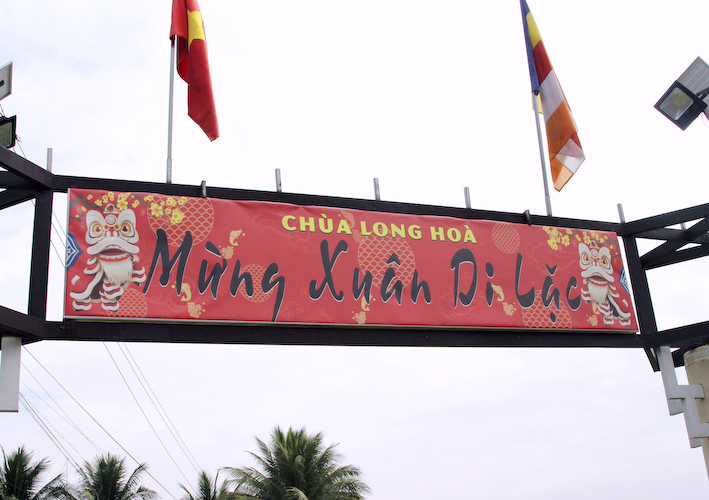 CHÙA LONG HOÀ
Mừng Xuân Di Lặc